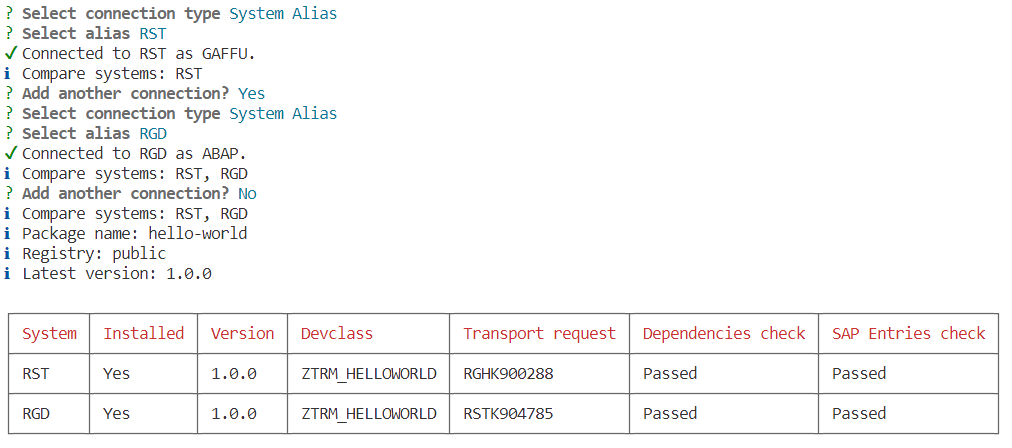 ? Select connection type System Alias
? Select alias RST
✓ Connected to RST as GAFFU.
i Compare systems: RST
? Add another connection? Yes
? Select connection type System Alias
? Select alias RGD
✓ Connected to RGD as ABAP.
i Compare systems: RST, RGD
? Add another connection? No
i Compare systems: RST, RGD
i Package name: hello-world
i Registry: public
i Latest version: 1.0.0
System Installed Version Devclass Transport request Dependencies check SAP Entries check
RST Yes 1.0.0 ZTRM_HELLOWORLD RGHK900288 Passed Passed
RGD Yes 1.0.0 ZTRM_HELLOWORLD RSTK904785 Passed Passed